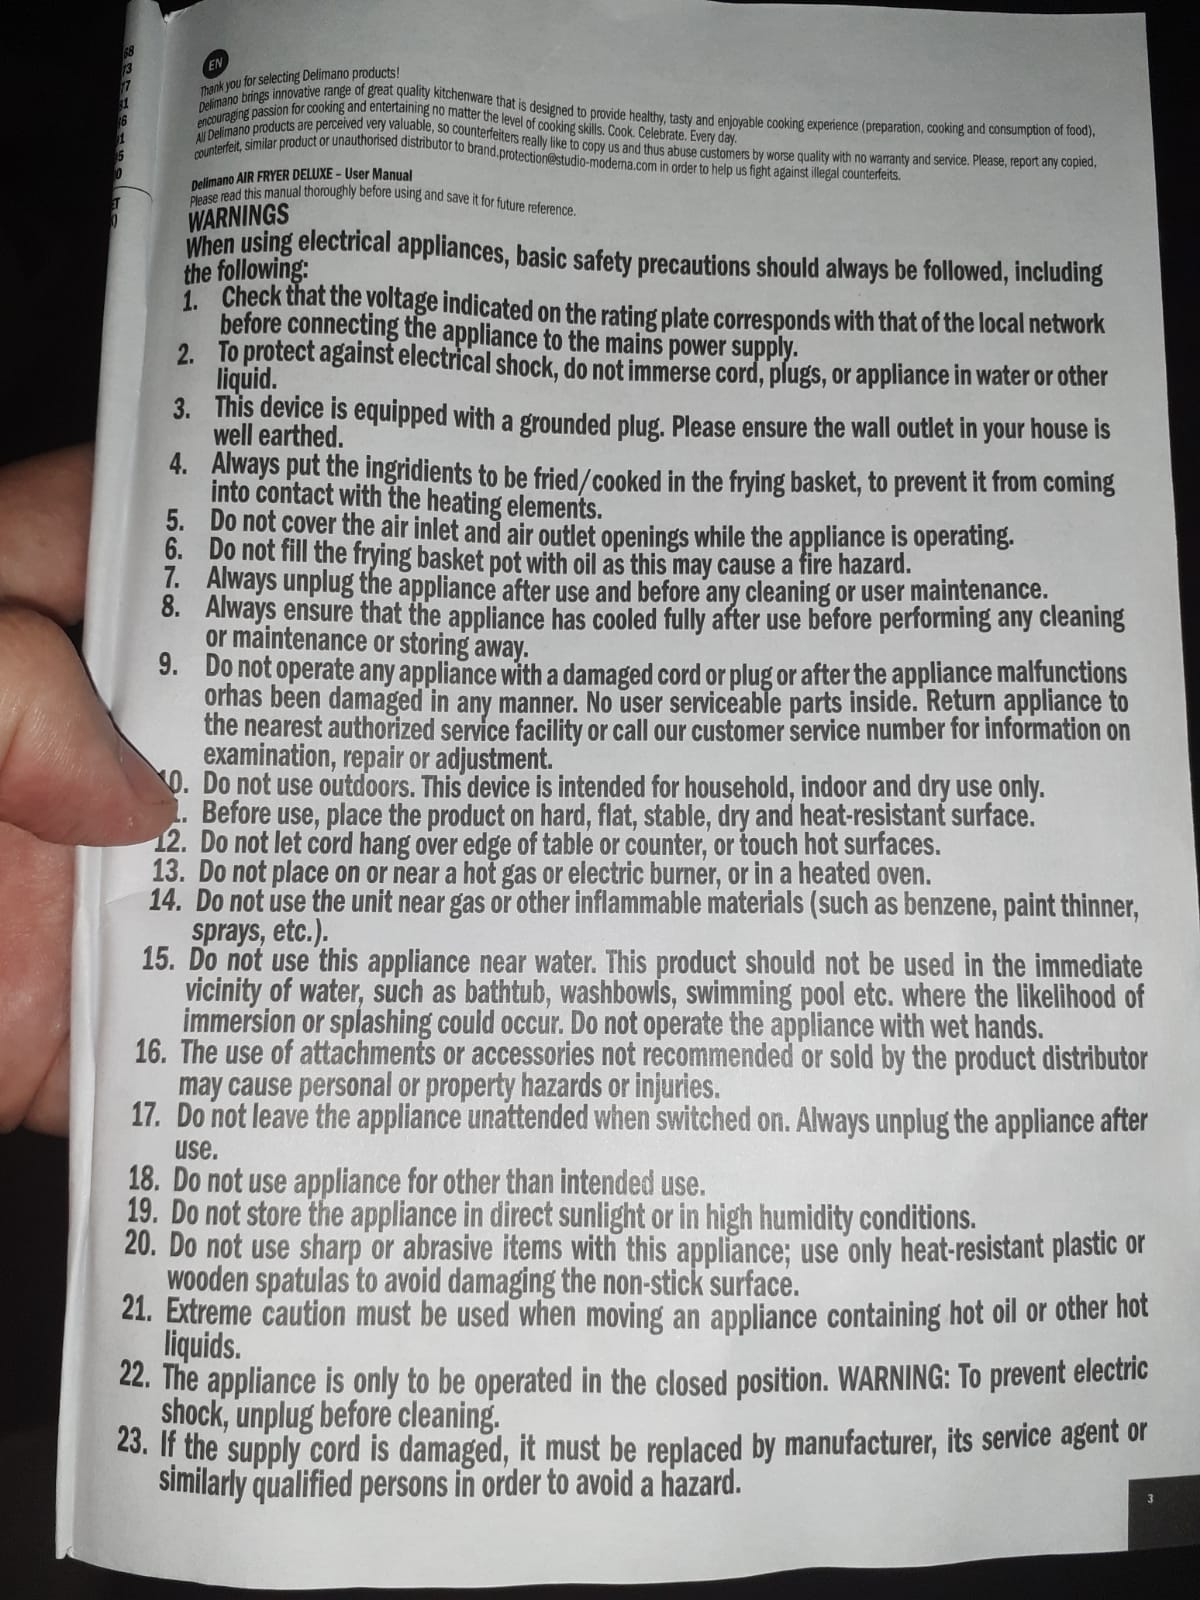 68
73
77
81
86
1
5
0
ET
EN
Thank you for selecting Delimano products!
Delimano brings innovative range of great quality kitchenware that is designed to provide healthy, tasty and enjoyable cooking experience (preparation, cooking and consumption of food),
encouraging passion for cooking and entertaining no matter the level of cooking skills. Cook. Celebrate. Every day.
All Delimano products are perceived very valuable, so counterfeiters really like to copy us and thus abuse customers by worse quality with no warranty and service. Please, report any copied,
counterfeit, similar product or unauthorised distributor to brand.protection@studio-moderna.com in order to help us fight against illegal counterfeits.
Delimano AIR FRYER DELUXE – User Manual
Please read this manual thoroughly before using and save it for future reference.
WARNINGS
When using electrical appliances, basic safety precautions should always be followed, including
the following:
1. Check that the voltage indicated on the rating plate corresponds with that of the local network
before connecting the appliance to the mains power supply.
2. To protect against electrical shock, do not immerse cord, plugs, or appliance in water or other
liquid.
3. This device is equipped with a grounded plug. Please ensure the wall outlet in your house is
well earthed.
4. Always put the ingridients to be fried/cooked in the frying basket, to prevent it from coming
into contact with the heating elements.
5. Do not cover the air inlet and air outlet openings while the appliance is operating.
6. Do not fill the frying basket pot with oil as this may cause a fire hazard.
7. Always unplug the appliance after use and before any cleaning or user maintenance.
8. Always ensure that the appliance has cooled fully after use before performing any cleaning
or maintenance or storing away.
9. Do not operate any appliance with a damaged cord or plug or after the appliance malfunctions
orhas been damaged in any manner. No user serviceable parts inside. Return appliance to
the nearest authorized service facility or call our customer service number for information on
examination, repair or adjustment.
10. Do not use outdoors. This device is intended for household, indoor and dry use only.
. Before use, place the product on hard, flat, stable, dry and heat-resistant surface.
12. Do not let cord hang over edge of table or counter, or touch hot surfaces.
13. Do not place on or near a hot gas or electric burner, or in a heated oven.
14. Do not use the unit near gas or other inflammable materials (such as benzene, paint thinner,
sprays, etc.).
15. Do not use this appliance near water. This product should not be used in the immediate
vicinity of water, such as bathtub, washbowls, swimming pool etc. where the likelihood of
immersion or splashing could occur. Do not operate the appliance with wet hands.
16. The use of attachments or accessories not recommended or sold by the product distributor
may cause personal or property hazards or injuries.
17. Do not leave the appliance unattended when switched on. Always unplug the appliance after
use.
18. Do not use appliance for other than intended use.
19. Do not store the appliance in direct sunlight or in high humidity conditions.
20. Do not use sharp or abrasive items with this appliance; use only heat-resistant plastic or
wooden spatulas to avoid damaging the non-stick surface.
21. Extreme caution must be used when moving an appliance containing hot oil or other hot
liquids.
22. The appliance is only to be operated in the closed position. WARNING: To prevent electric
shock, unplug before cleaning.
23. If the supply cord is damaged, it must be replaced by manufacturer, its service agent or
similarly qualified persons in order to avoid a hazard.
3